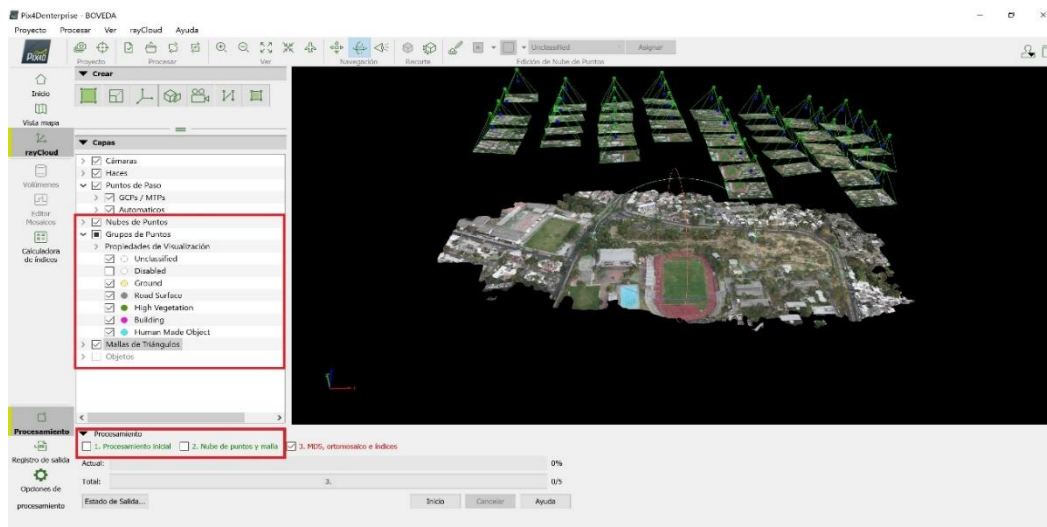 Pix4Denterprise - BOVEDA
Proyecto Procesar Ver rayCloud Ayuda
Unclassified Asignar
Proyecto Procesar Ver Navegación Recorte Edición de Nube de Puntos
Crear
Inicio
Vista mapa
Capas
rayCloud
Cámaras
Haces
Volúmenes
Puntos de Paso
GCPs / MTPs
Editor Mosaicos
Automaticos
Nubes de Puntos
Grupos de Puntos
Calculadora de índices
Propiedades de Visualización
Unclassified
Disabled
Ground
Road Surface
High Vegetation
Building
Human Made Object
Mallas de Triángulos
Objetos
Procesamiento
Procesamiento
1. Procesamiento Inicial 2. Nube de puntos y malla 3. MDS, ortomosaico e índices
Registro de salida
Actual: 0%
Total: 3. 0/5
Opciones de procesamiento
Estado de Salida... Inicio Cancelar Ayuda